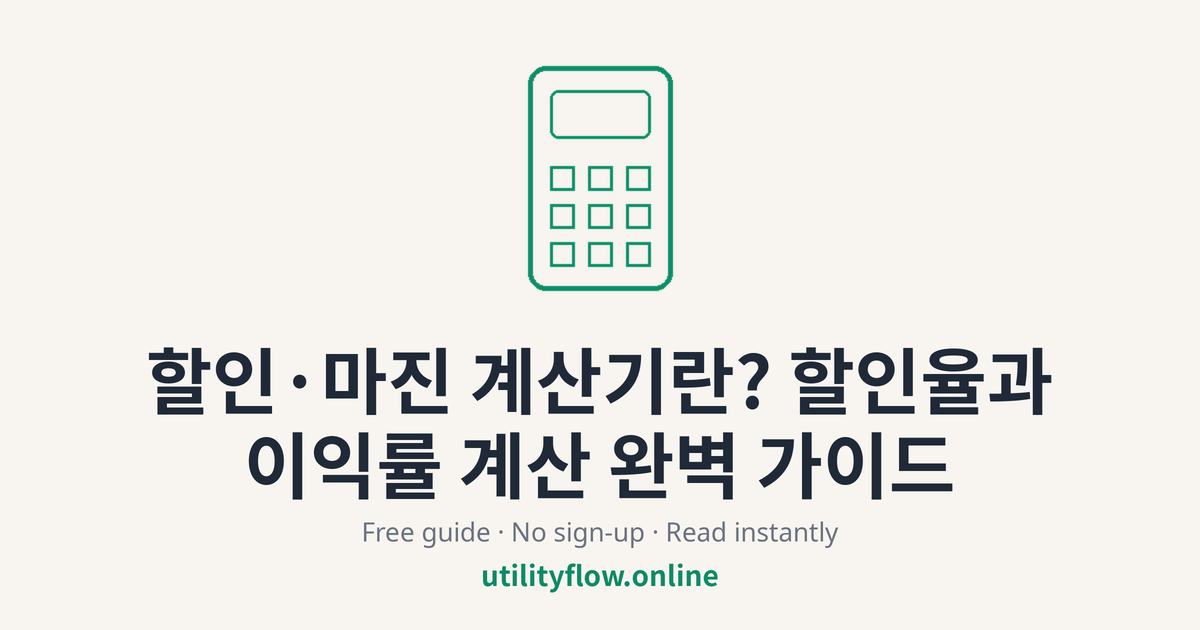 할인·마진 계산기란? 할인율과
이익률 계산 완벽 가이드
Free guide · No sign-up · Read instantly
utilityflow.online